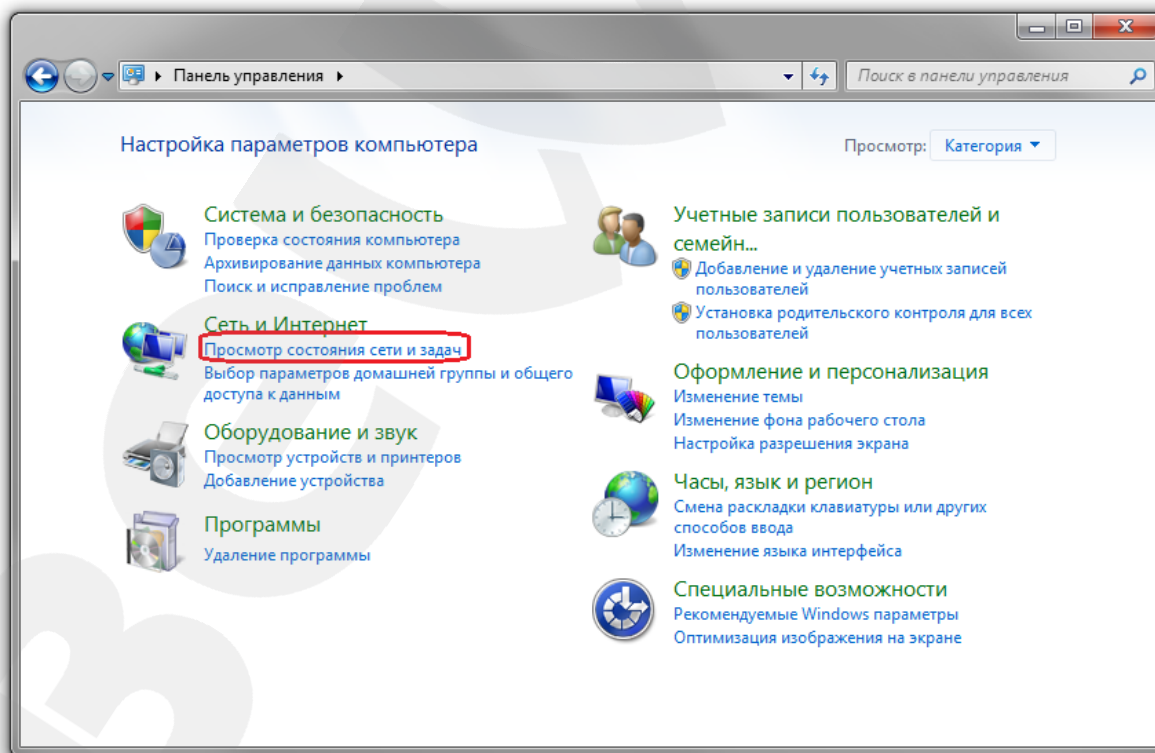 Панель управления
Поиск в панели управления
Настройка параметров компьютера
Просмотр: Категория
Система и безопасность
Проверка состояния компьютера
Архивирование данных компьютера
Поиск и исправление проблем
Сеть и Интернет
Просмотр состояния сети и задач
Выбор параметров домашней группы и общего
доступа к данным
Оборудование и звук
Просмотр устройств и принтеров
Добавление устройства
Программы
Удаление программы
Учетные записи пользователей и
семейн...
Добавление и удаление учетных записей
пользователей
Установка родительского контроля для всех
пользователей
Оформление и персонализация
Изменение темы
Изменение фона рабочего стола
Настройка разрешения экрана
Часы, язык и регион
Смена раскладки клавиатуры или других
способов ввода
Изменение языка интерфейса
Специальные возможности
Рекомендуемые Windows параметры
Оптимизация изображения на экране